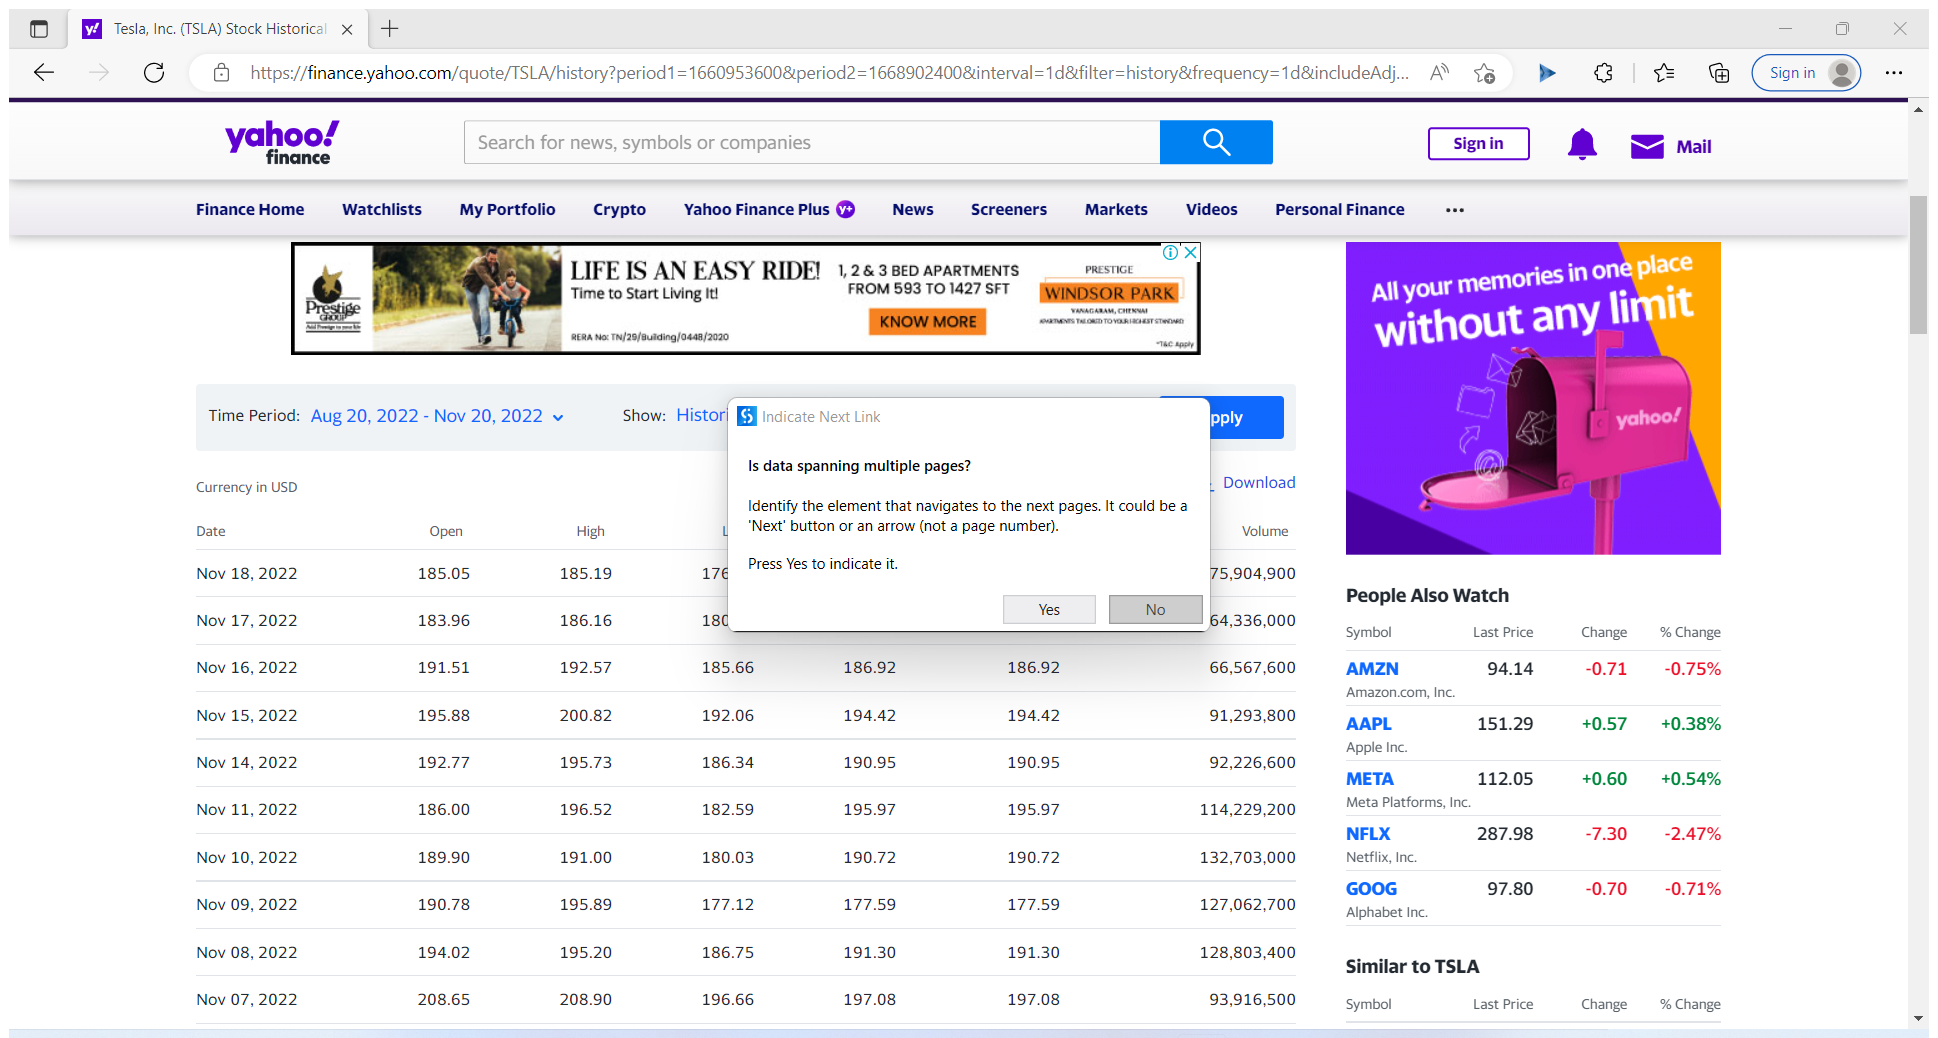 Tesla, Inc. (TSLA) Stock Historical
https://finance.yahoo.com/quote/TSLA/history?period1=1660953600&period2=1668902400&interval=1d&filter=history&frequency=1d&includeAdj...
Sign in
yahoo!
finance
Search for news, symbols or companies
Sign in
Mail
Finance Home Watchlists My Portfolio Crypto Yahoo Finance Plus y+ News Screeners Markets Videos Personal Finance ...
Prestige
GROUP
Add Prestige to your life
LIFE IS AN EASY RIDE!
Time to Start Living It!
RERA No: TN/29/Building/0448/2020
1, 2 & 3 BED APARTMENTS
FROM 593 TO 1427 SFT
KNOW MORE
PRESTIGE
WINDSOR PARK
VANAGARAM, CHENNAI
APARTMENTS TAILORED TO YOUR HIGHEST STANDARD
*T&C Apply
All your memories in one place
without any limit
yahoo!
Time Period: Aug 20, 2022 - Nov 20, 2022
Show: Histori
pply
Indicate Next Link
Is data spanning multiple pages?
Identify the element that navigates to the next pages. It could be a
'Next' button or an arrow (not a page number).
Press Yes to indicate it.
Yes No
Currency in USD
Download
Date Open High L Volume
Nov 18, 2022 185.05 185.19 176 75,904,900
Nov 17, 2022 183.96 186.16 180 64,336,000
Nov 16, 2022 191.51 192.57 185.66 186.92 186.92 66,567,600
Nov 15, 2022 195.88 200.82 192.06 194.42 194.42 91,293,800
Nov 14, 2022 192.77 195.73 186.34 190.95 190.95 92,226,600
Nov 11, 2022 186.00 196.52 182.59 195.97 195.97 114,229,200
Nov 10, 2022 189.90 191.00 180.03 190.72 190.72 132,703,000
Nov 09, 2022 190.78 195.89 177.12 177.59 177.59 127,062,700
Nov 08, 2022 194.02 195.20 186.75 191.30 191.30 128,803,400
Nov 07, 2022 208.65 208.90 196.66 197.08 197.08 93,916,500
People Also Watch
Symbol Last Price Change % Change
AMZN 94.14 -0.71 -0.75%
Amazon.com, Inc.
AAPL 151.29 +0.57 +0.38%
Apple Inc.
META 112.05 +0.60 +0.54%
Meta Platforms, Inc.
NFLX 287.98 -7.30 -2.47%
Netflix, Inc.
GOOG 97.80 -0.70 -0.71%
Alphabet Inc.
Similar to TSLA
Symbol Last Price Change % Change